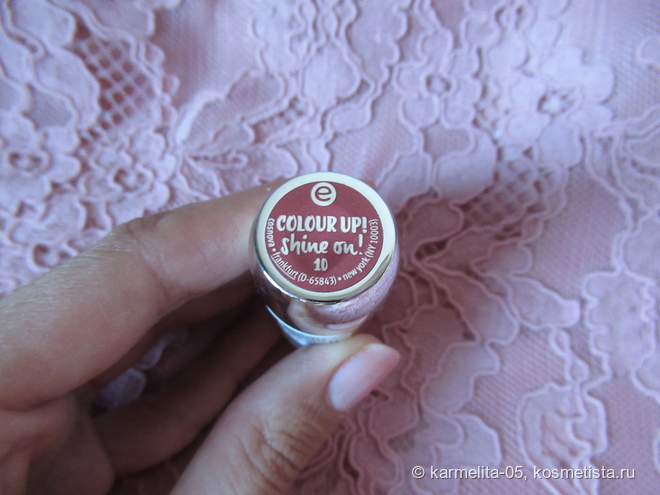 e
COLOUR UP!
shine on!
10
cosnova • frankfurt (D-65843) • new york (NY 10003)
© karmelita-05, kosmetista.ru